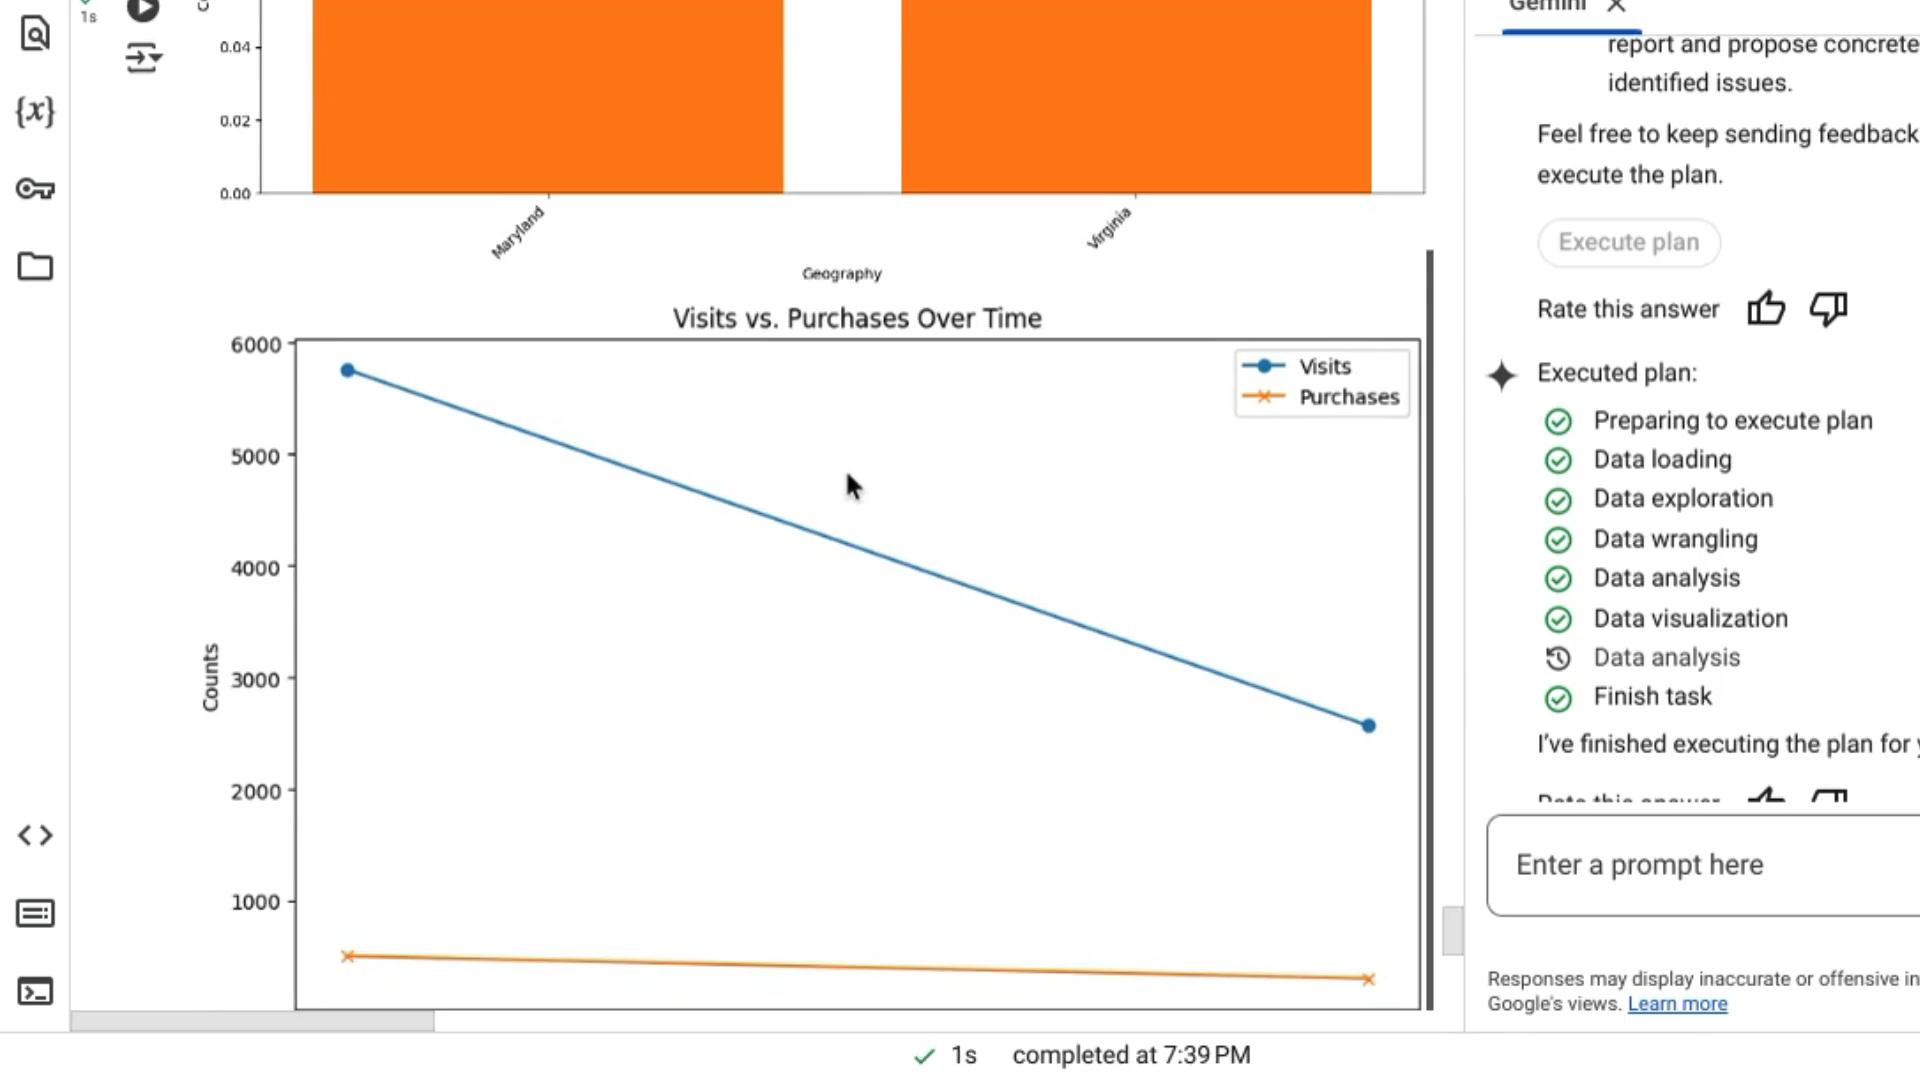 1s
0.04
0.02
0.00
Maryland
Virginia
Geography
Visits vs. Purchases Over Time
6000
5000
4000
3000
2000
1000
Counts
Visits
Purchases
{x}
Gemini
report and propose concrete
identified issues.
Feel free to keep sending feedback
execute the plan.
Execute plan
Rate this answer
Executed plan:
Preparing to execute plan
Data loading
Data exploration
Data wrangling
Data analysis
Data visualization
Data analysis
Finish task
I've finished executing the plan for
Rate this answer
Enter a prompt here
Responses may display inaccurate or offensive in
Google's views. Learn more
1s completed at 7:39 PM